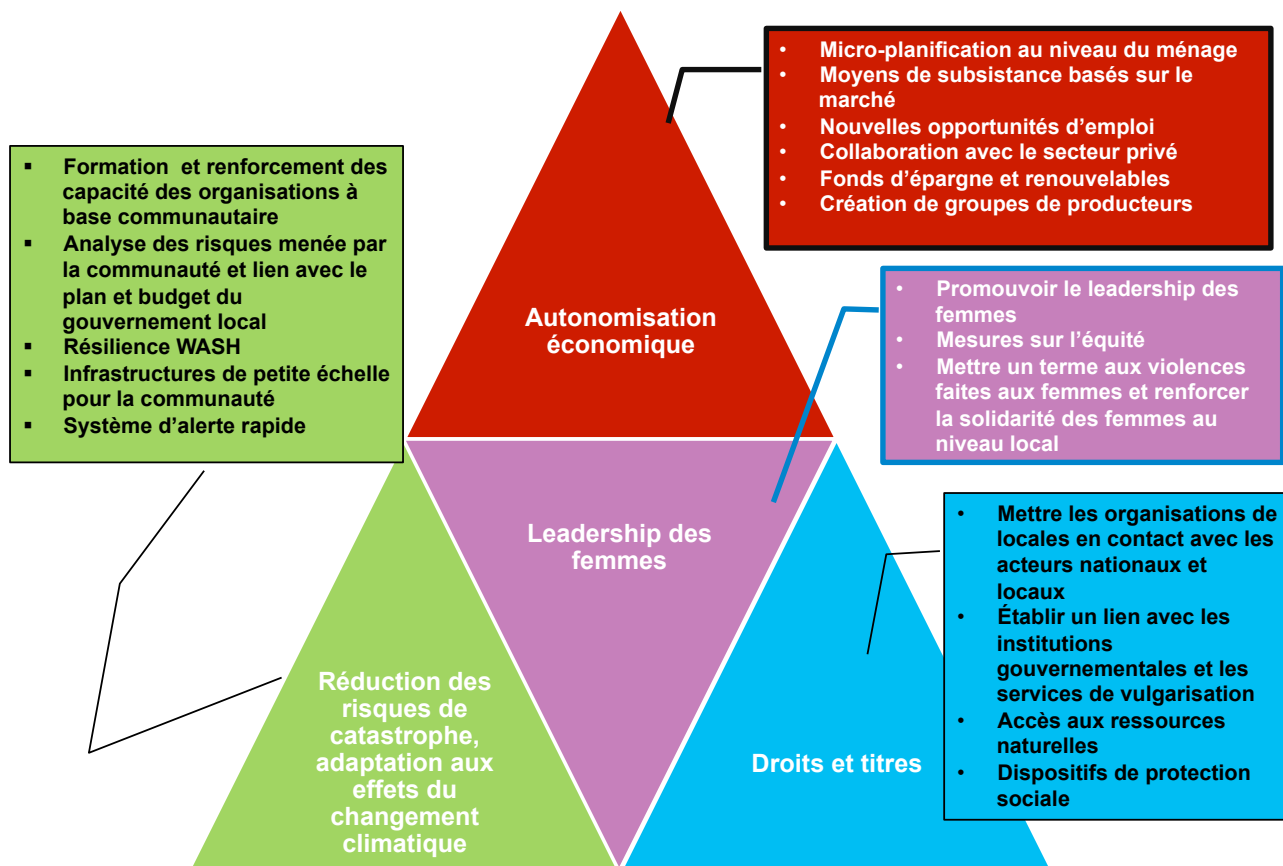 • Micro-planification au niveau du ménage
• Moyens de subsistance basés sur le
marché
• Nouvelles opportunités d’emploi
• Collaboration avec le secteur privé
• Fonds d’épargne et renouvelables
• Création de groupes de producteurs
▪ Formation et renforcement des
capacité des organisations à
base communautaire
▪ Analyse des risques menée par
la communauté et lien avec le
plan et budget du
gouvernement local
▪ Résilience WASH
▪ Infrastructures de petite échelle
pour la communauté
▪ Système d’alerte rapide
Autonomisation
économique
• Promouvoir le leadership des
femmes
• Mesures sur l’équité
• Mettre un terme aux violences
faites aux femmes et renforcer
la solidarité des femmes au
niveau local
Leadership des
femmes
• Mettre les organisations de
locales en contact avec les
acteurs nationaux et
locaux
• Établir un lien avec les
institutions
gouvernementales et les
services de vulgarisation
• Accès aux ressources
naturelles
• Dispositifs de protection
sociale
Réduction des
risques de
catastrophe,
adaptation aux
effets du
changement
climatique
Droits et titres